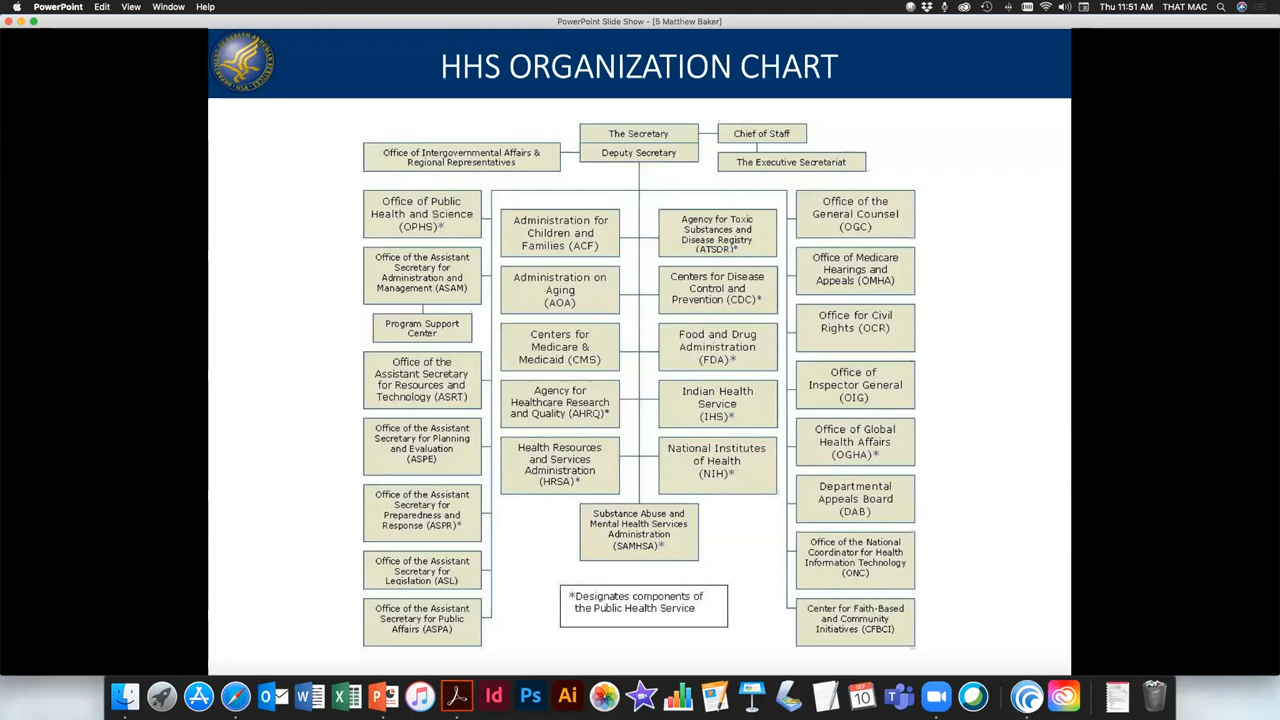 PowerPoint Edit View Window Help
Thu 11:51 AM THAT MAC
PowerPoint Slide Show - [5 Matthew Baker]
HHS ORGANIZATION CHART
The Secretary
Deputy Secretary
Chief of Staff
The Executive Secretariat
Office of Intergovernmental Affairs &
Regional Representatives
Office of Public
Health and Science
(OPHS)*
Office of the Assistant
Secretary for
Administration and
Management (ASAM)
Program Support
Center
Office of the
Assistant Secretary
for Resources and
Technology (ASRT)
Office of the Assistant
Secretary for Planning
and Evaluation
(ASPE)
Office of the Assistant
Secretary for
Preparedness and
Response (ASPR)*
Office of the Assistant
Secretary for
Legislation (ASL)
Office of the Assistant
Secretary for Public
Affairs (ASPA)
Administration for
Children and
Families (ACF)
Administration on
Aging
(AOA)
Centers for
Medicare &
Medicaid (CMS)
Agency for
Healthcare Research
and Quality (AHRQ)*
Health Resources
and Services
Administration
(HRSA)*
Agency for Toxic
Substances and
Disease Registry
(ATSDR)*
Centers for Disease
Control and
Prevention (CDC)*
Food and Drug
Administration
(FDA)*
Indian Health
Service
(IHS)*
National Institutes
of Health
(NIH)*
Substance Abuse and
Mental Health Services
Administration
(SAMHSA)*
*Designates components of
the Public Health Service
Office of the
General Counsel
(OGC)
Office of Medicare
Hearings and
Appeals (OMHA)
Office for Civil
Rights (OCR)
Office of
Inspector General
(OIG)
Office of Global
Health Affairs
(OGHA)*
Departmental
Appeals Board
(DAB)
Office of the National
Coordinator for Health
Information Technology
(ONC)
Center for Faith-Based
and Community
Initiatives (CFBCI)
Id
Ps
Ai
SEP
10